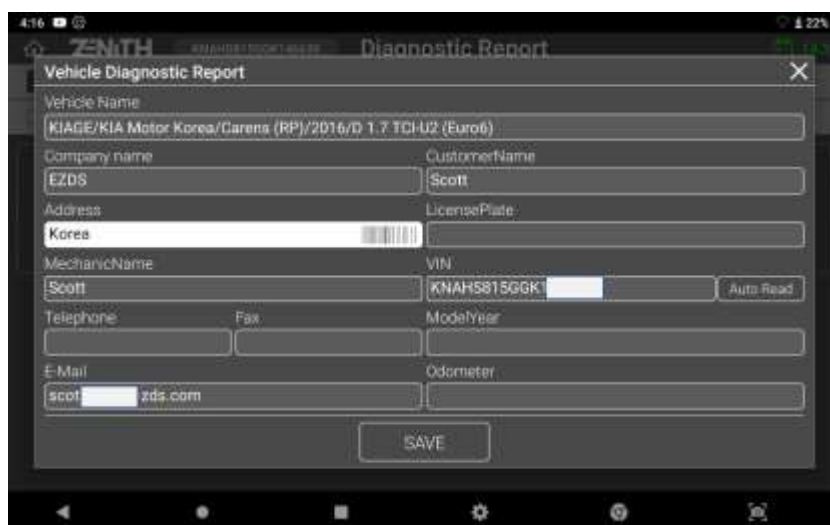 4:16
22%
ZENITH
Diagnostic Report
Vehicle Diagnostic Report
Vehicle Name
KIAGE/KIA Motor Korea/Carens (RP)/2016/D 1.7 TCI-U2 (Euro6)
Company name
CustomerName
EZDS
Scott
Address
LicensePlate
Korea
MechanicName
VIN
Scott
KNAH5815GGK1
Auto Read
Telephone
Fax
ModelYear
E-Mail
Odometer
scot
zds.com
SAVE